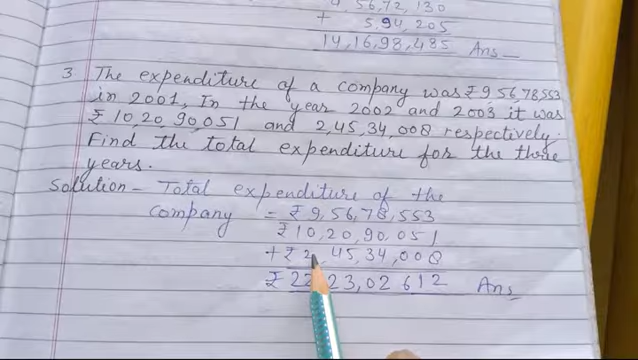 56,72,130
+ 5,94,205
14,16,98,485 Ans
3 The expenditure of a company was ₹9,56,78,553
in 2001, In the year 2002 and 2003 it was
₹10,20,90,051 and 2,45,34,008 respectively.
Find the total expenditure for the three
years.
Solution - Total expenditure of the
company = ₹9,56,78,553
₹10,20,90,051
+ ₹2,45,34,008
₹22,23,02,612 Ans